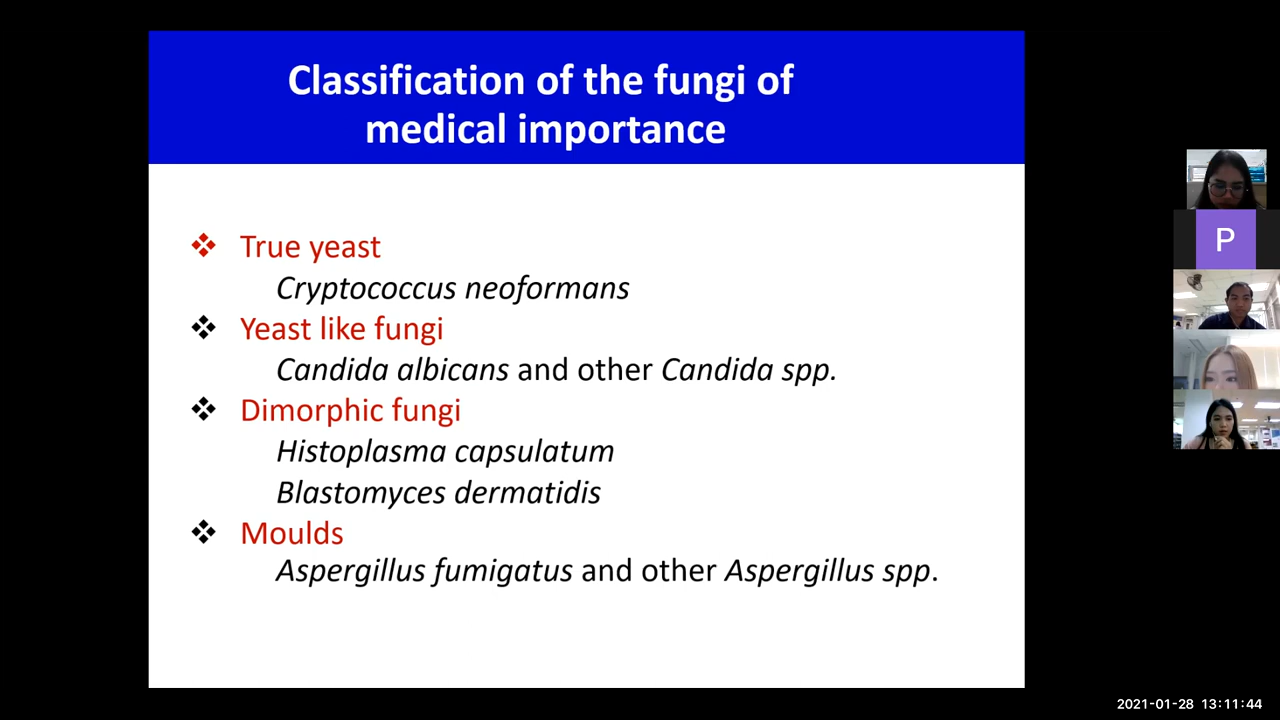 Classification of the fungi of
medical importance
True yeast
Cryptococcus neoformans
Yeast like fungi
Candida albicans and other Candida spp.
Dimorphic fungi
Histoplasma capsulatum
Blastomyces dermatidis
Moulds
Aspergillus fumigatus and other Aspergillus spp.
P
2021-01-28 13:11:44